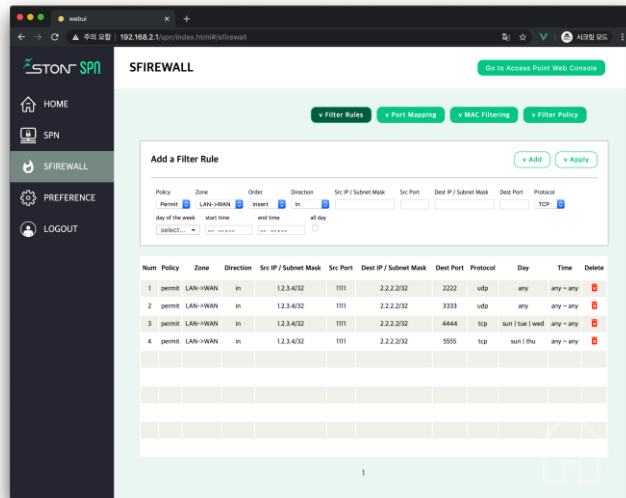 webui
주의 요함 | 192.168.2.1/spn/index.html#/sfirewall
시크릿 모드
STON SPN
SFIREWALL
Go to Access Point Web Console
HOME
SPN
SFIREWALL
PREFERENCE
LOGOUT
v Filter Rules
v Port Mapping
v MAC Filtering
v Filter Policy
Add a Filter Rule
v Add
v Apply
Policy Zone Order Direction Src IP / Subnet Mask Src Port Dest IP / Subnet Mask Dest Port Protocol
Permit LAN->WAN Insert In TCP
day of the week start time end time all day
select... -- --:-- -- --:--
Num Policy Zone Direction Src IP / Subnet Mask Src Port Dest IP / Subnet Mask Dest Port Protocol Day Time Delete
1 permit LAN->WAN in 1.2.3.4/32 1111 2.2.2.2/32 2222 udp any any ~ any
2 permit LAN->WAN in 1.2.3.4/32 1111 2.2.2.2/32 3333 udp any any ~ any
3 permit LAN->WAN in 1.2.3.4/32 1111 2.2.2.2/32 4444 tcp sun | tue | wed any ~ any
4 permit LAN->WAN in 1.2.3.4/32 1111 2.2.2.2/32 5555 tcp sun | thu any ~ any
1